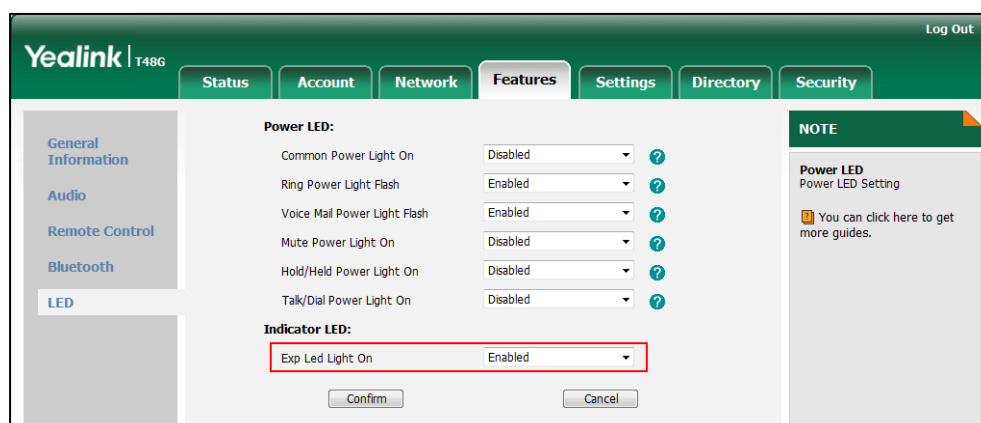 Log Out
Yealink | T48G
Status Account Network Features Settings Directory Security
General
Information
Audio
Remote Control
Bluetooth
LED
Power LED:
Common Power Light On Disabled
Ring Power Light Flash Enabled
Voice Mail Power Light Flash Enabled
Mute Power Light On Disabled
Hold/Held Power Light On Disabled
Talk/Dial Power Light On Disabled
Indicator LED:
Exp Led Light On Enabled
Confirm Cancel
NOTE
Power LED
Power LED Setting
You can click here to get
more guides.